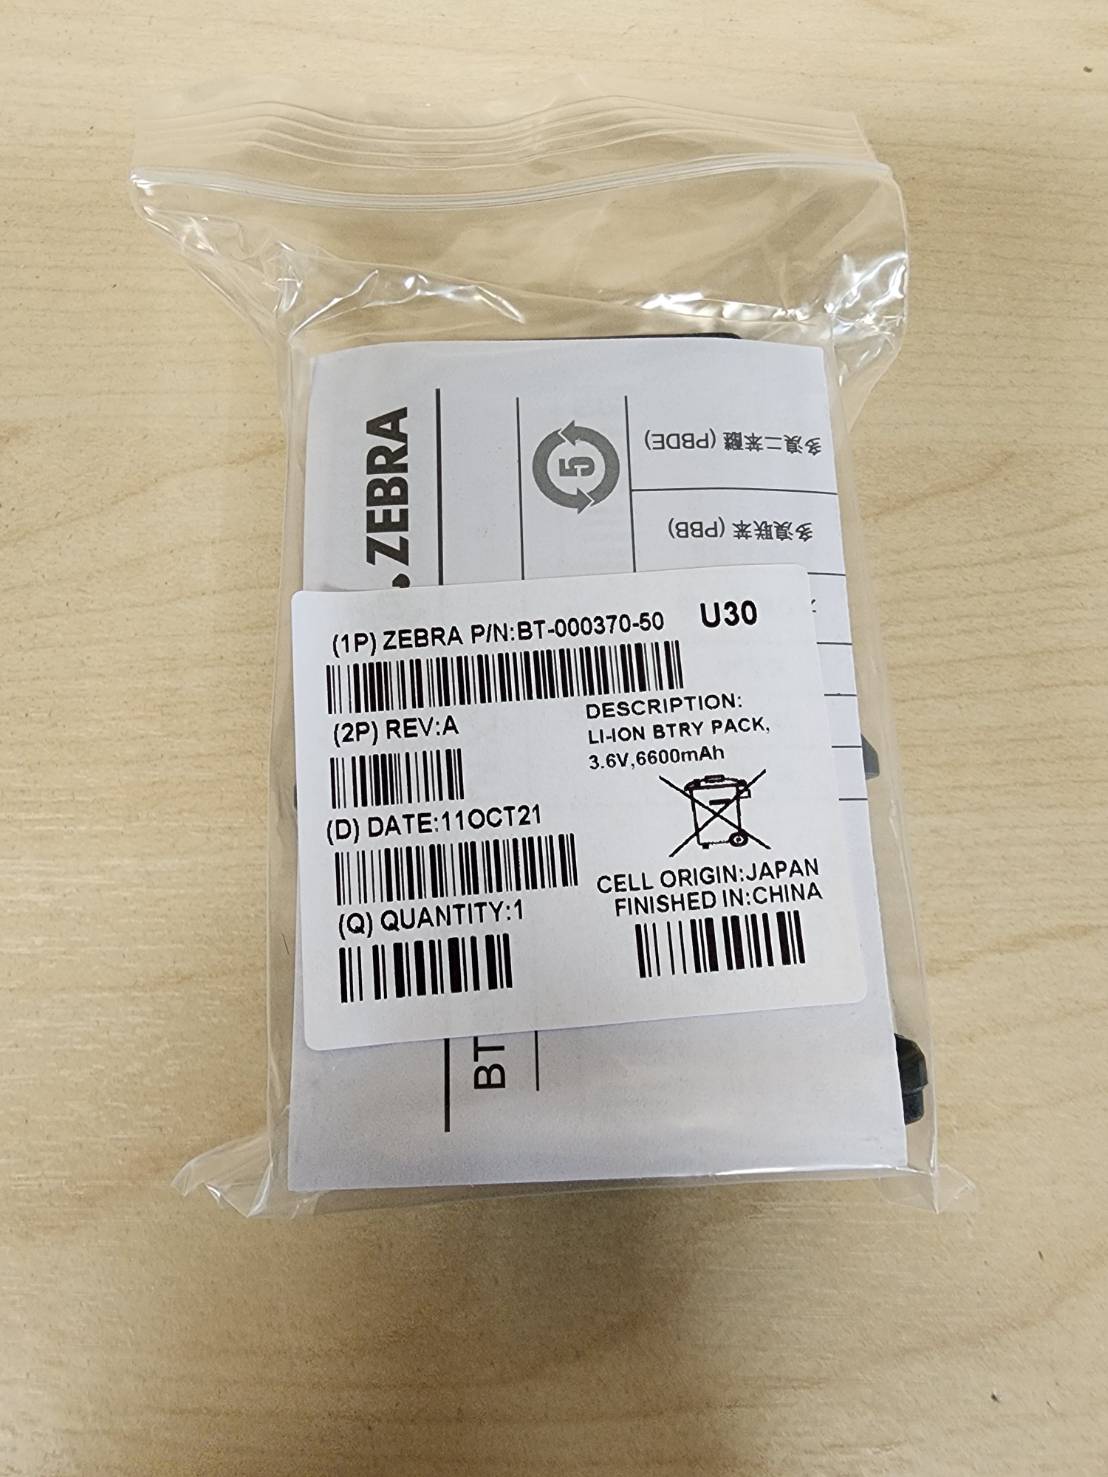 ZEBRA
5
多溴二苯醚 (PBDE)
多溴联苯 (PBB)
(1P) ZEBRA P/N:BT-000370-50 U30
(2P) REV:A
DESCRIPTION:
LI-ION BTRY PACK,
3.6V,6600mAh
(D) DATE:11OCT21
CELL ORIGIN:JAPAN
FINISHED IN:CHINA
(Q) QUANTITY:1
BT